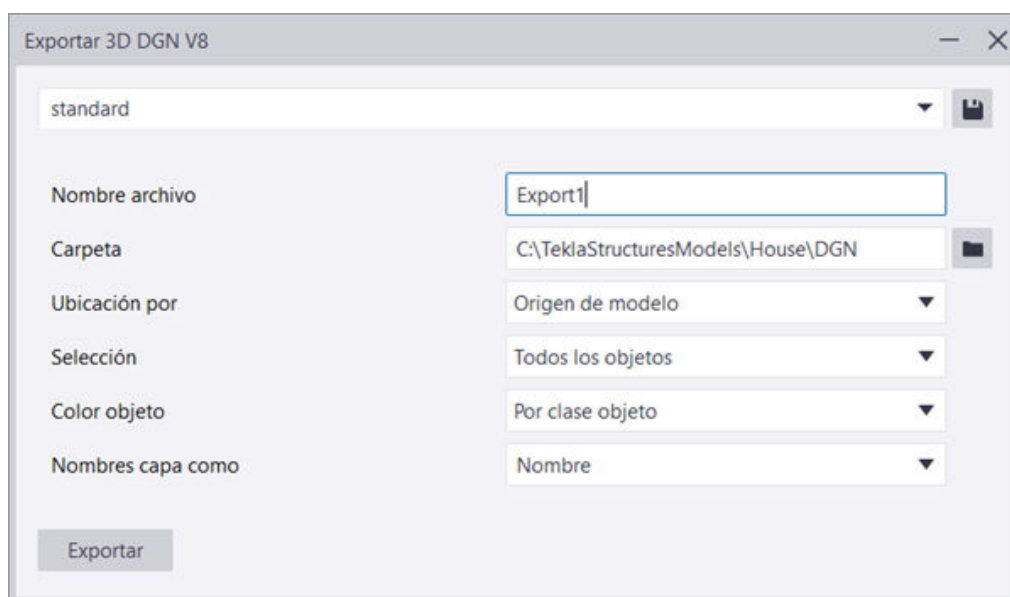 Exportar 3D DGN V8
standard
Nombre archivo Export1
Carpeta C:\TeklaStructuresModels\House\DGN
Ubicación por Origen de modelo
Selección Todos los objetos
Color objeto Por clase objeto
Nombres capa como Nombre
Exportar